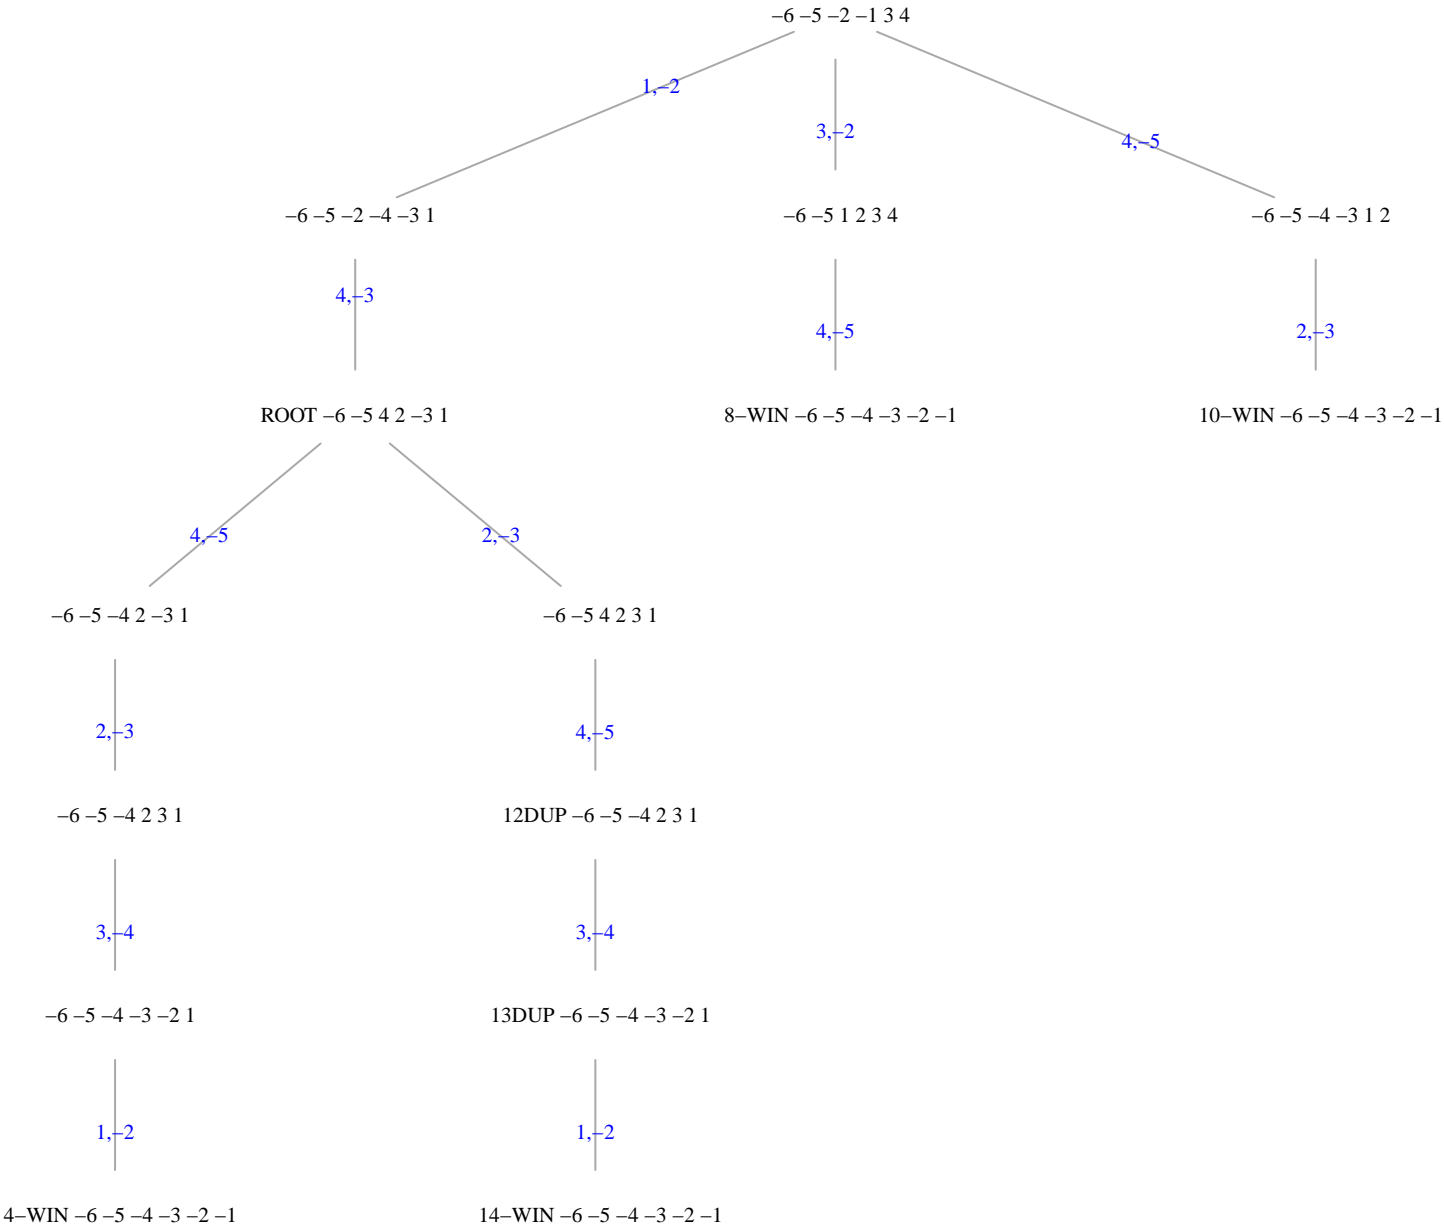 –6 –5 –2 –1 3 4
1,–2
3,–2
4,–5
–6 –5 –2 –4 –3 1
–6 –5 1 2 3 4
–6 –5 –4 –3 1 2
4,–3
4,–5
2,–3
ROOT –6 –5 4 2 –3 1
8–WIN –6 –5 –4 –3 –2 –1
10–WIN –6 –5 –4 –3 –2 –1
4,–5
2,–3
–6 –5 –4 2 –3 1
–6 –5 4 2 3 1
2,–3
4,–5
–6 –5 –4 2 3 1
12DUP –6 –5 –4 2 3 1
3,–4
3,–4
–6 –5 –4 –3 –2 1
13DUP –6 –5 –4 –3 –2 1
1,–2
1,–2
4–WIN –6 –5 –4 –3 –2 –1
14–WIN –6 –5 –4 –3 –2 –1